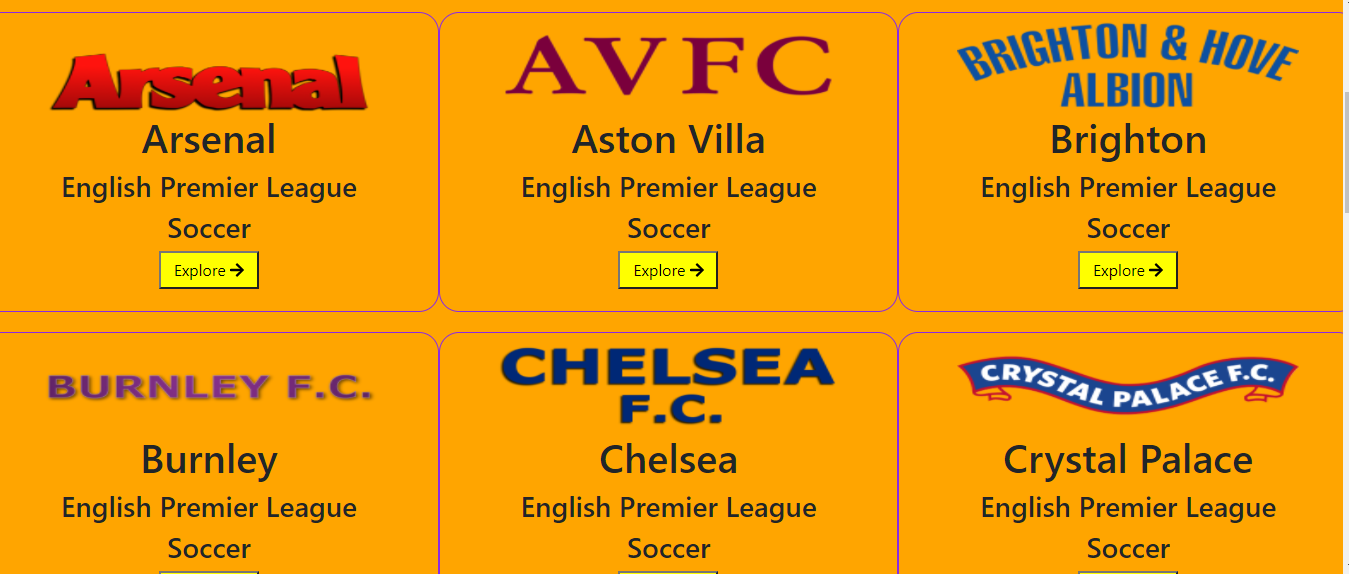 Arsenal
Arsenal
English Premier League
Soccer
Explore
AVFC
Aston Villa
English Premier League
Soccer
Explore
BRIGHTON & HOVE
ALBION
Brighton
English Premier League
Soccer
Explore
BURNLEY F.C.
Burnley
English Premier League
Soccer
CHELSEA
F.C.
Chelsea
English Premier League
Soccer
CRYSTAL PALACE F.C.
Crystal Palace
English Premier League
Soccer